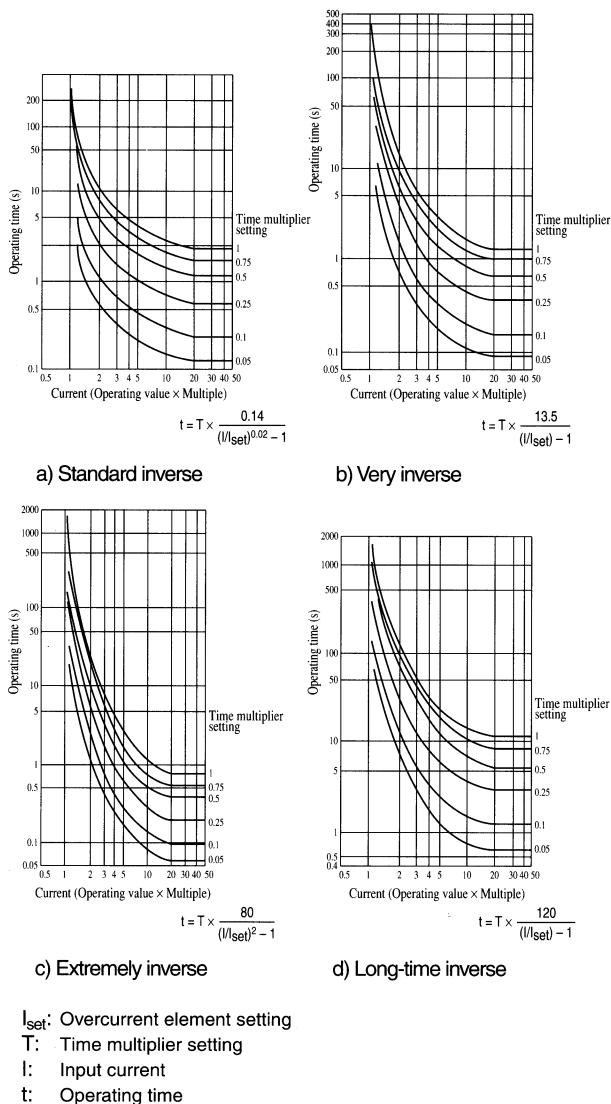 Operating time (s)
200
100
50
10
5
1
0.5
0.1
0.5 1 2 3 4 5 10 20 30 40 50
Current (Operating value × Multiple)
Time multiplier
setting
1
0.75
0.5
0.25
0.1
0.05
t = T × 0.14
(I/Iset)0.02 – 1
a) Standard inverse
Operating time (s)
500
400
300
200
100
50
10
5
1
0.5
0.1
0.05
0.5 1 2 3 4 5 10 20 30 40 50
Current (Operating value × Multiple)
Time multiplier
setting
1
0.75
0.5
0.25
0.1
0.05
t = T × 13.5
(I/Iset) – 1
b) Very inverse
Operating time (s)
2000
1000
500
100
50
10
5
1
0.5
0.1
0.05
0.5 1 2 3 4 5 10 20 30 40 50
Current (Operating value × Multiple)
Time multiplier
setting
1
0.75
0.5
0.25
0.1
0.05
t = T × 80
(I/Iset)2 – 1
c) Extremely inverse
Operating time (s)
2000
1000
500
100
50
10
5
1
0.5
0.4
0.5 1 2 3 4 5 10 20 30 40 50
Current (Operating value × Multiple)
Time multiplier
setting
1
0.75
0.5
0.25
0.1
0.05
t = T × 120
(I/Iset) – 1
d) Long-time inverse
Iset: Overcurrent element setting
T: Time multiplier setting
I: Input current
t: Operating time